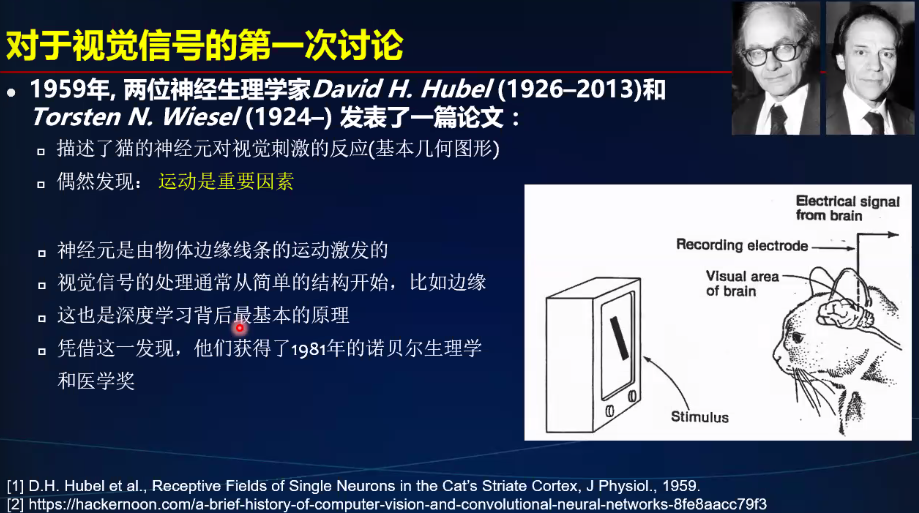 对于视觉信号的第一次讨论
1959年, 两位神经生理学家David H. Hubel (1926–2013)和
Torsten N. Wiesel (1924–) 发表了一篇论文：
描述了猫的神经元对视觉刺激的反应(基本几何图形)
偶然发现： 运动是重要因素
神经元是由物体边缘线条的运动激发的
视觉信号的处理通常从简单的结构开始，比如边缘
这也是深度学习背后最基本的原理
凭借这一发现，他们获得了1981年的诺贝尔生理学
和医学奖
Electrical signal
from brain
Recording electrode
Visual area
of brain
Stimulus
[1] D.H. Hubel et al., Receptive Fields of Single Neurons in the Cat's Striate Cortex, J Physiol., 1959.
[2] https://hackernoon.com/a-brief-history-of-computer-vision-and-convolutional-neural-networks-8fe8aacc79f3